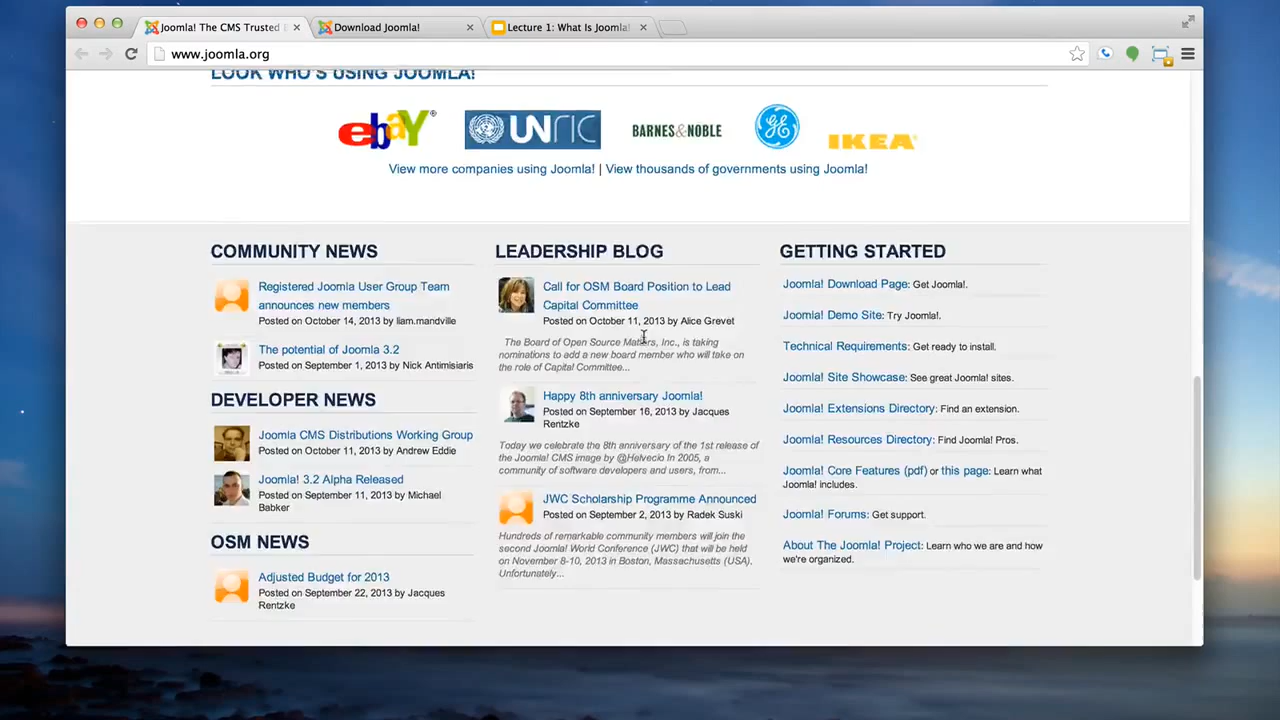 Joomla! The CMS Trusted B
Download Joomla!
Lecture 1: What Is Joomla!
www.joomla.org
LOOK WHO'S USING JOOMLA!
ebaY®
UNric
BARNES&NOBLE
GE
IKEA®
View more companies using Joomla! | View thousands of governments using Joomla!
COMMUNITY NEWS
Registered Joomla User Group Team
announces new members
Posted on October 14, 2013 by liam.mandville
The potential of Joomla 3.2
Posted on September 1, 2013 by Nick Antimisiaris
DEVELOPER NEWS
Joomla CMS Distributions Working Group
Posted on October 11, 2013 by Andrew Eddie
Joomla! 3.2 Alpha Released
Posted on September 11, 2013 by Michael
Babker
OSM NEWS
Adjusted Budget for 2013
Posted on September 22, 2013 by Jacques
Rentzke
LEADERSHIP BLOG
Call for OSM Board Position to Lead
Capital Committee
Posted on October 11, 2013 by Alice Grevet
The Board of Open Source Matters, Inc., is taking
nominations to add a new board member who will take on
the role of Capital Committee...
Happy 8th anniversary Joomla!
Posted on September 16, 2013 by Jacques
Rentzke
Today we celebrate the 8th anniversary of the 1st release of
the Joomla! CMS image by @Helvecio In 2005, a
community of software developers and users, from...
JWC Scholarship Programme Announced
Posted on September 2, 2013 by Radek Suski
Hundreds of remarkable community members will join the
second Joomla! World Conference (JWC) that will be held
on November 8-10, 2013 in Boston, Massachusetts (USA).
Unfortunately...
GETTING STARTED
Joomla! Download Page: Get Joomla!.
Joomla! Demo Site: Try Joomla!.
Technical Requirements: Get ready to install.
Joomla! Site Showcase: See great Joomla! sites.
Joomla! Extensions Directory: Find an extension.
Joomla! Resources Directory: Find Joomla! Pros.
Joomla! Core Features (pdf) or this page: Learn what
Joomla! includes.
Joomla! Forums: Get support.
About The Joomla! Project: Learn who we are and how
we're organized.